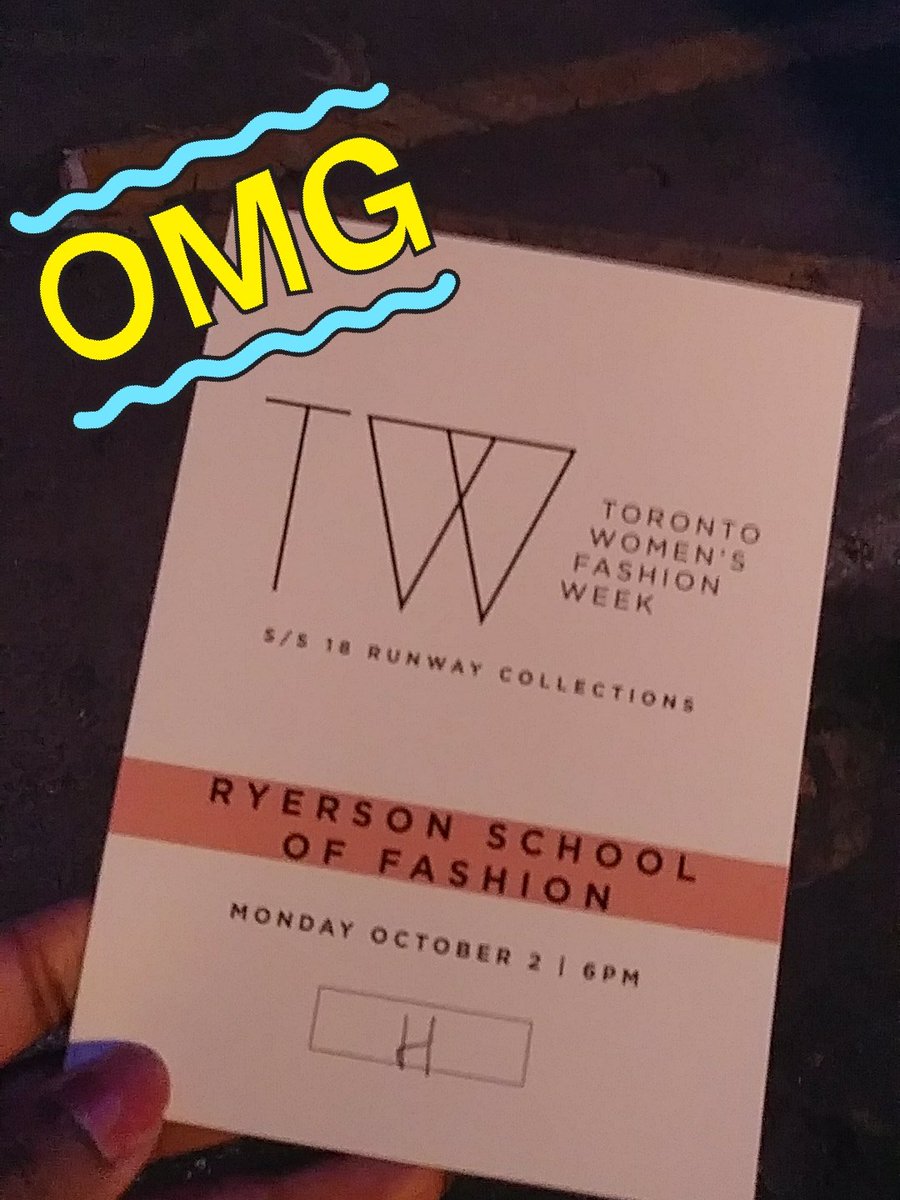 OMG
TW
TORONTO
WOMEN'S
FASHION
WEEK
S/S 18 RUNWAY COLLECTIONS
RYERSON SCHOOL
OF FASHION
MONDAY OCTOBER 2 | 6PM
H